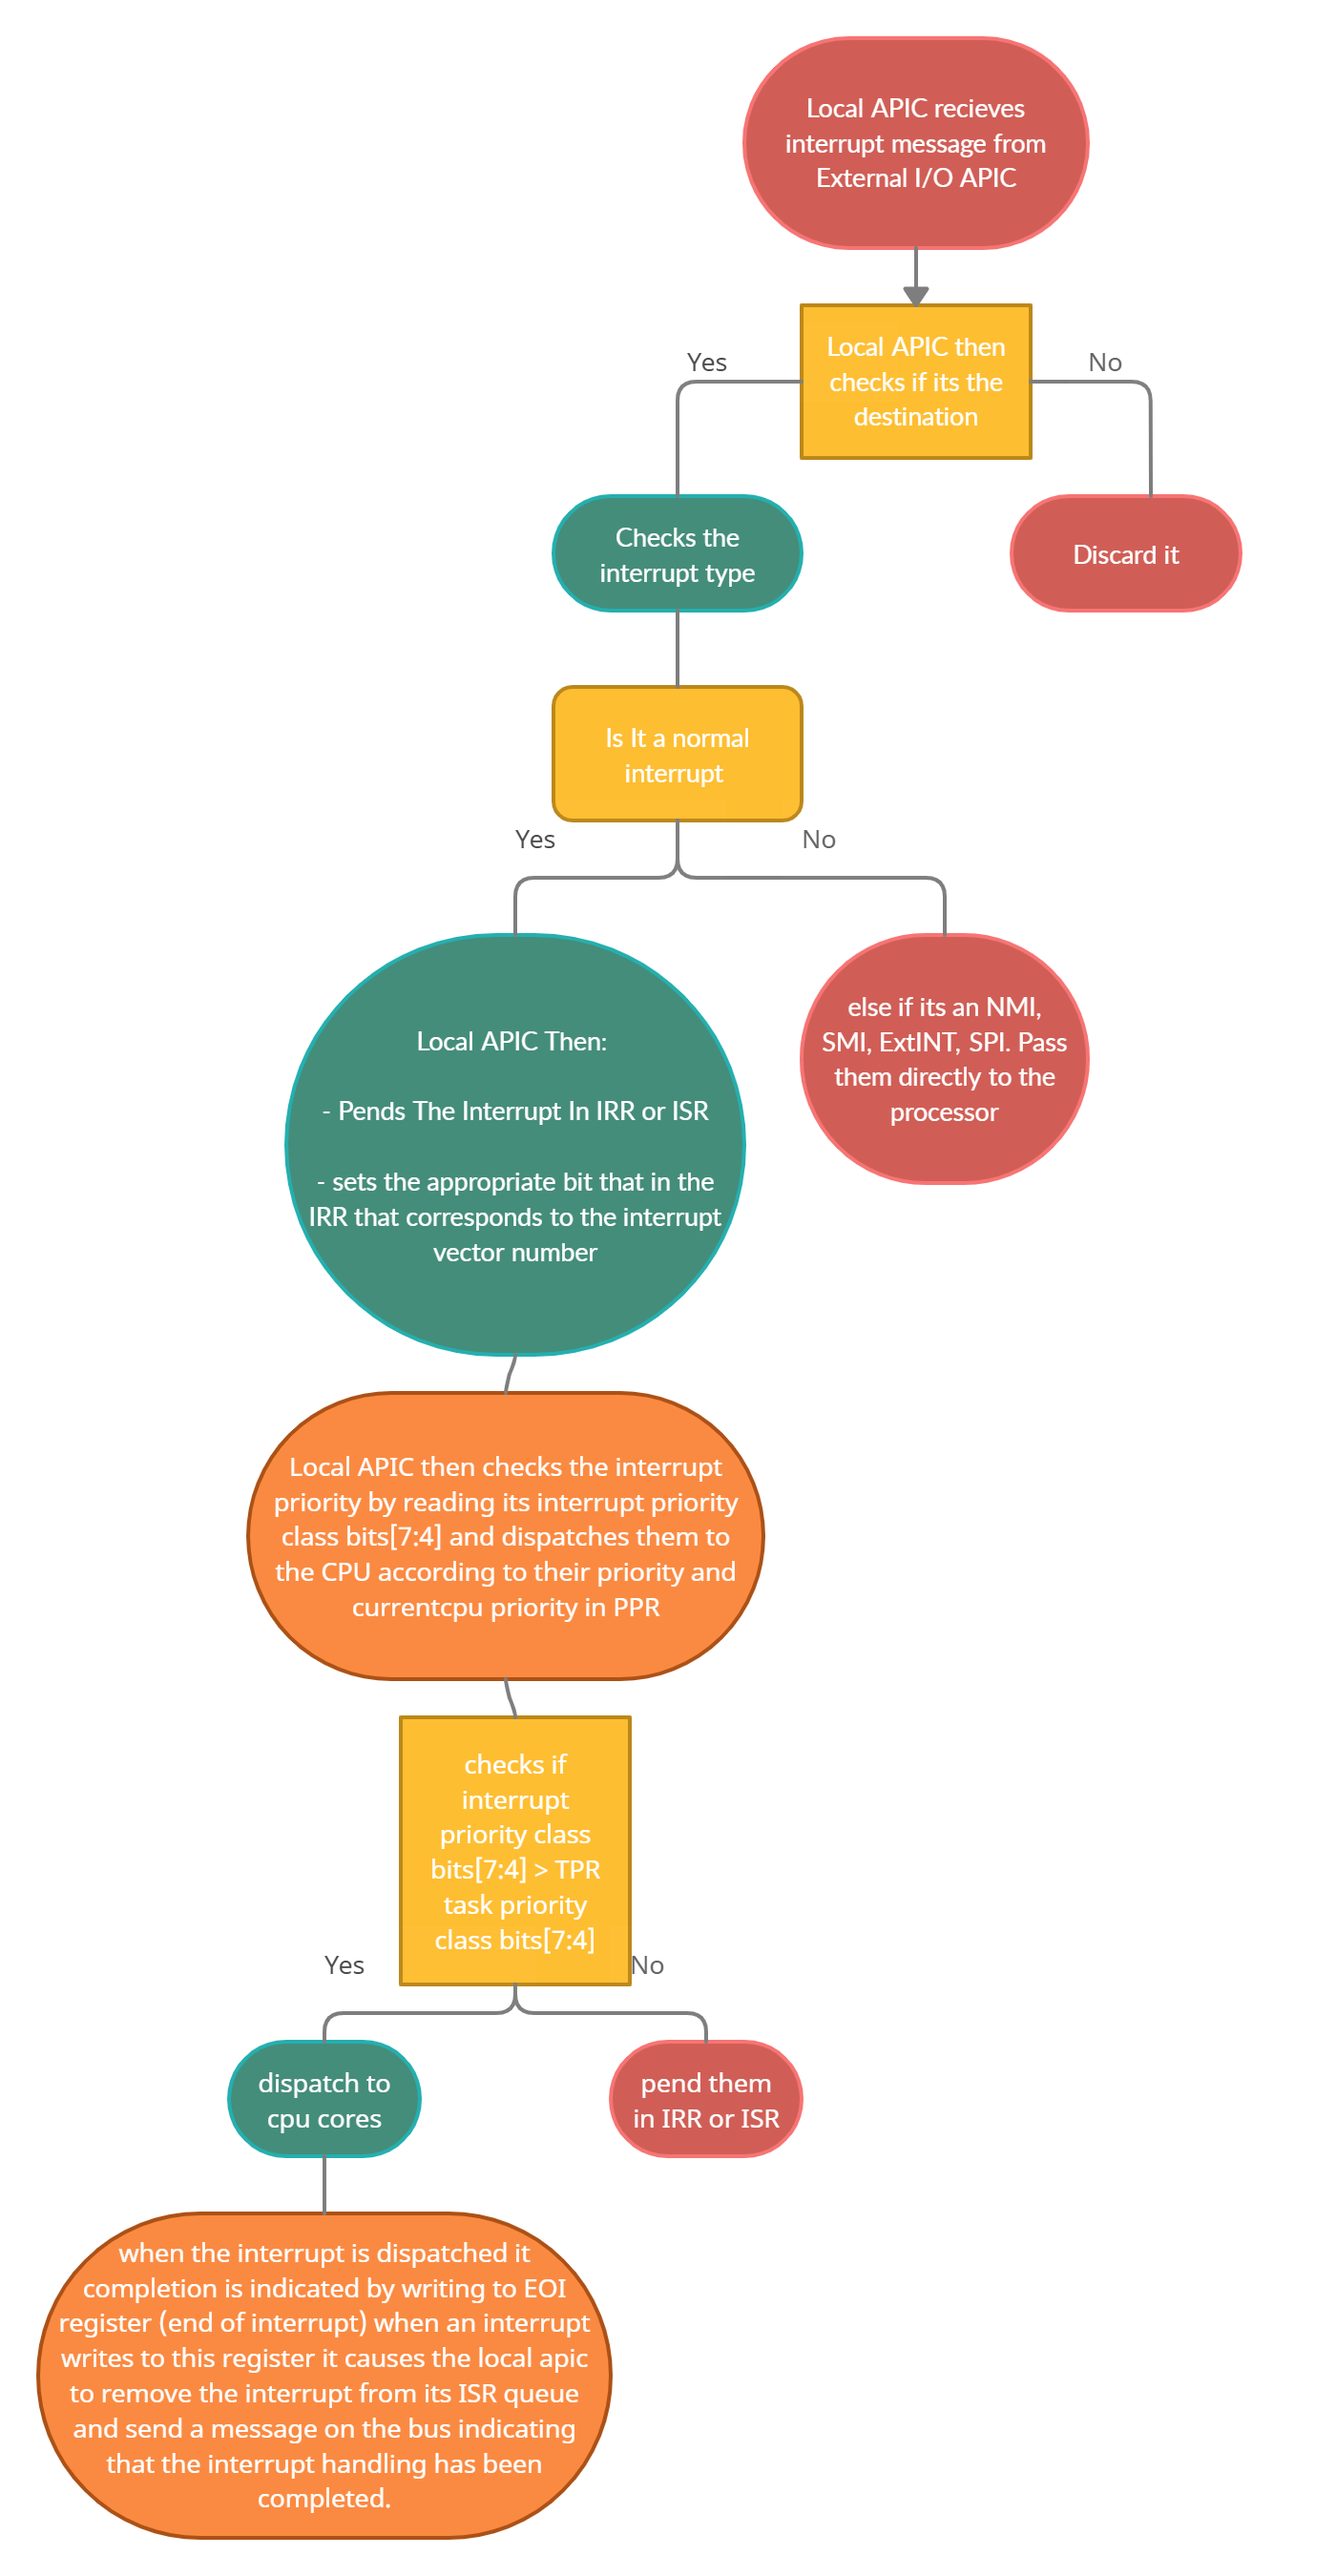 Local APIC recieves
interrupt message from
External I/O APIC
Local APIC then
checks if its the
destination
Yes
No
Checks the
interrupt type
Discard it
Is It a normal
interrupt
Yes
No
Local APIC Then:
- Pends The Interrupt In IRR or ISR
- sets the appropriate bit that in the
IRR that corresponds to the interrupt
vector number
else if its an NMI,
SMI, ExtINT, SPI. Pass
them directly to the
processor
Local APIC then checks the interrupt
priority by reading its interrupt priority
class bits[7:4] and dispatches them to
the CPU according to their priority and
currentcpu priority in PPR
checks if
interrupt
priority class
bits[7:4] > TPR
task priority
class bits[7:4]
Yes
No
dispatch to
cpu cores
pend them
in IRR or ISR
when the interrupt is dispatched it
completion is indicated by writing to EOI
register (end of interrupt) when an interrupt
writes to this register it causes the local apic
to remove the interrupt from its ISR queue
and send a message on the bus indicating
that the interrupt handling has been
completed.